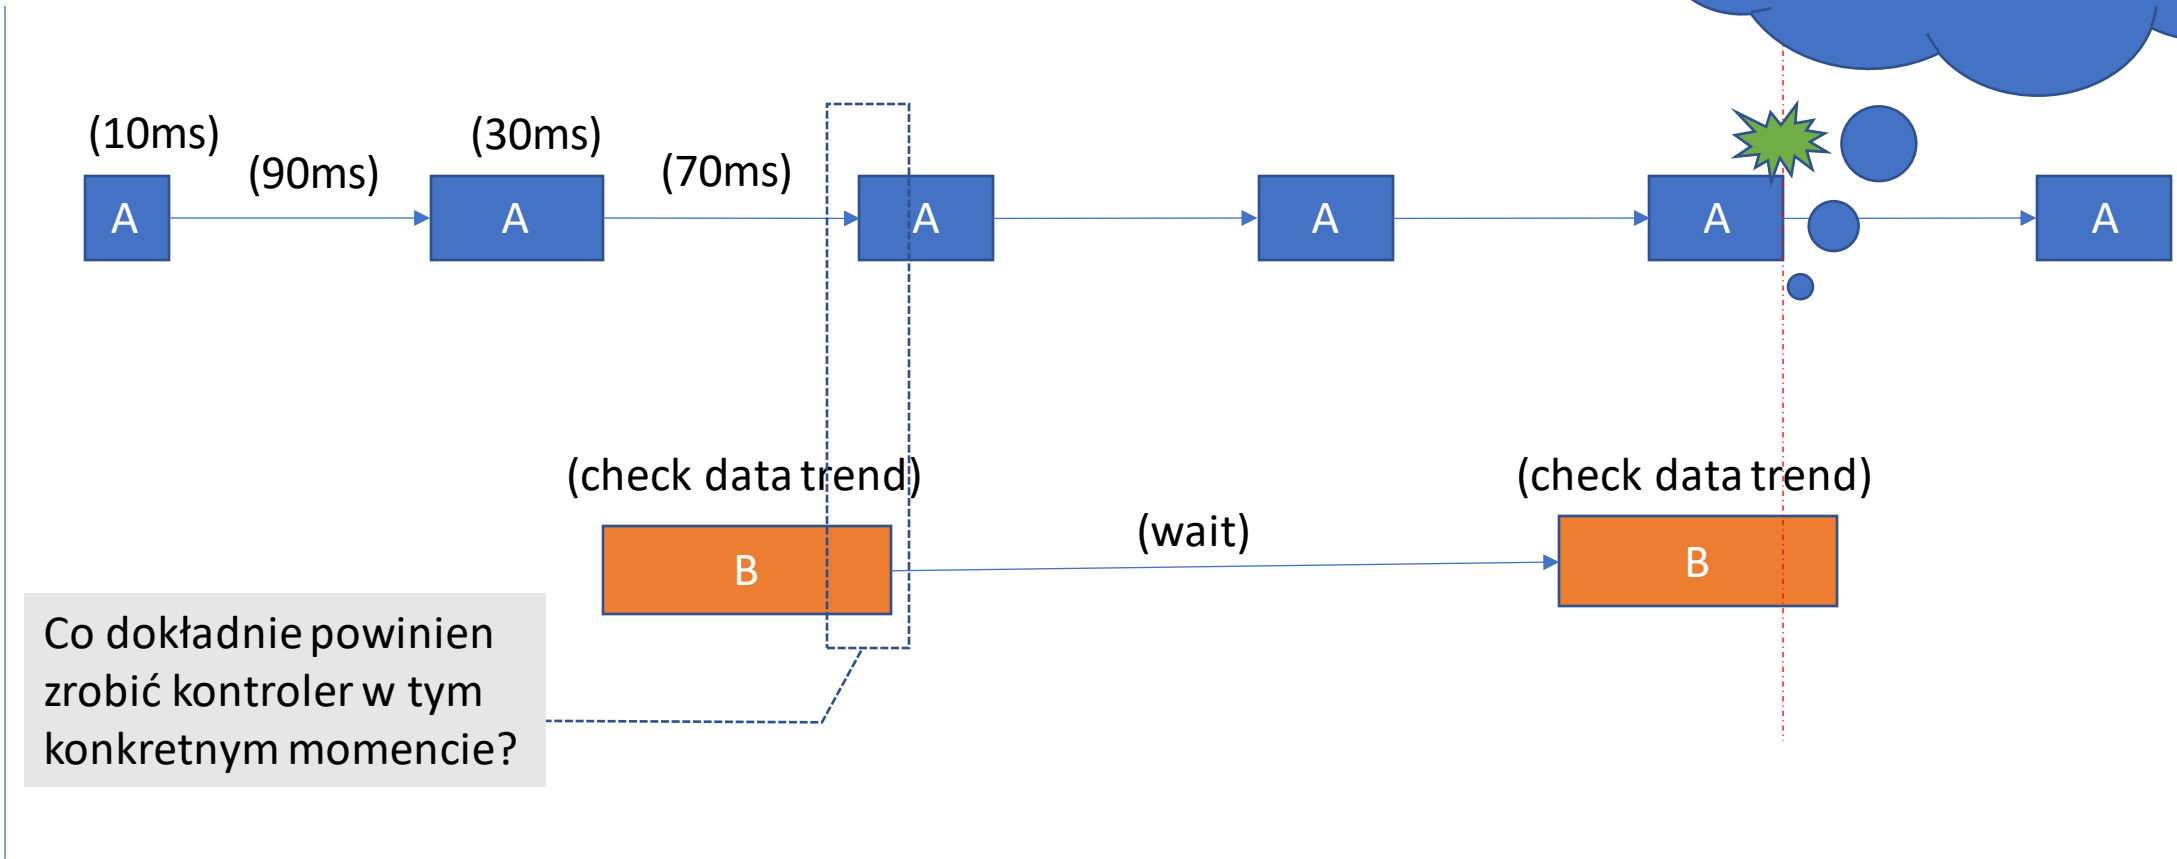 (10ms)
(90ms)
(30ms)
(70ms)
A
A
A
A
A
A
(check data trend)
(wait)
(check data trend)
B
B
Co dokładnie powinien
zrobić kontroler w tym
konkretnym momencie?